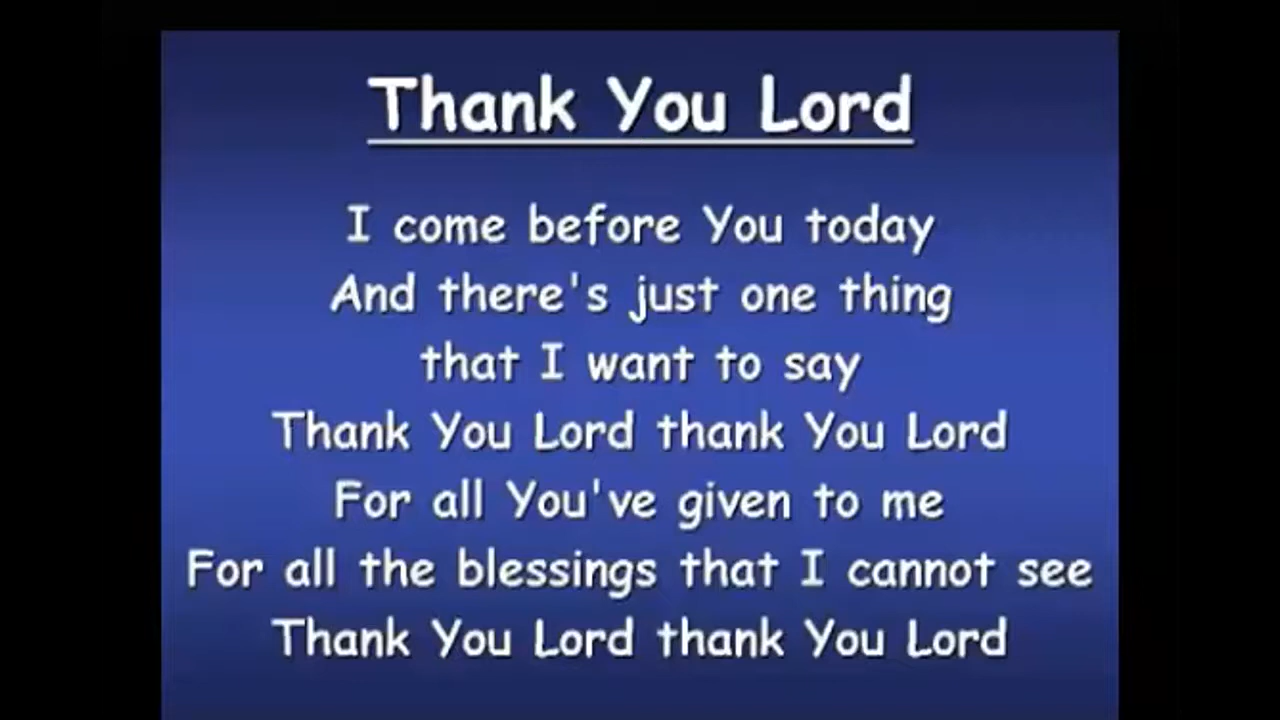 Thank You Lord
I come before You today
And there's just one thing
that I want to say
Thank You Lord thank You Lord
For all You've given to me
For all the blessings that I cannot see
Thank You Lord thank You Lord